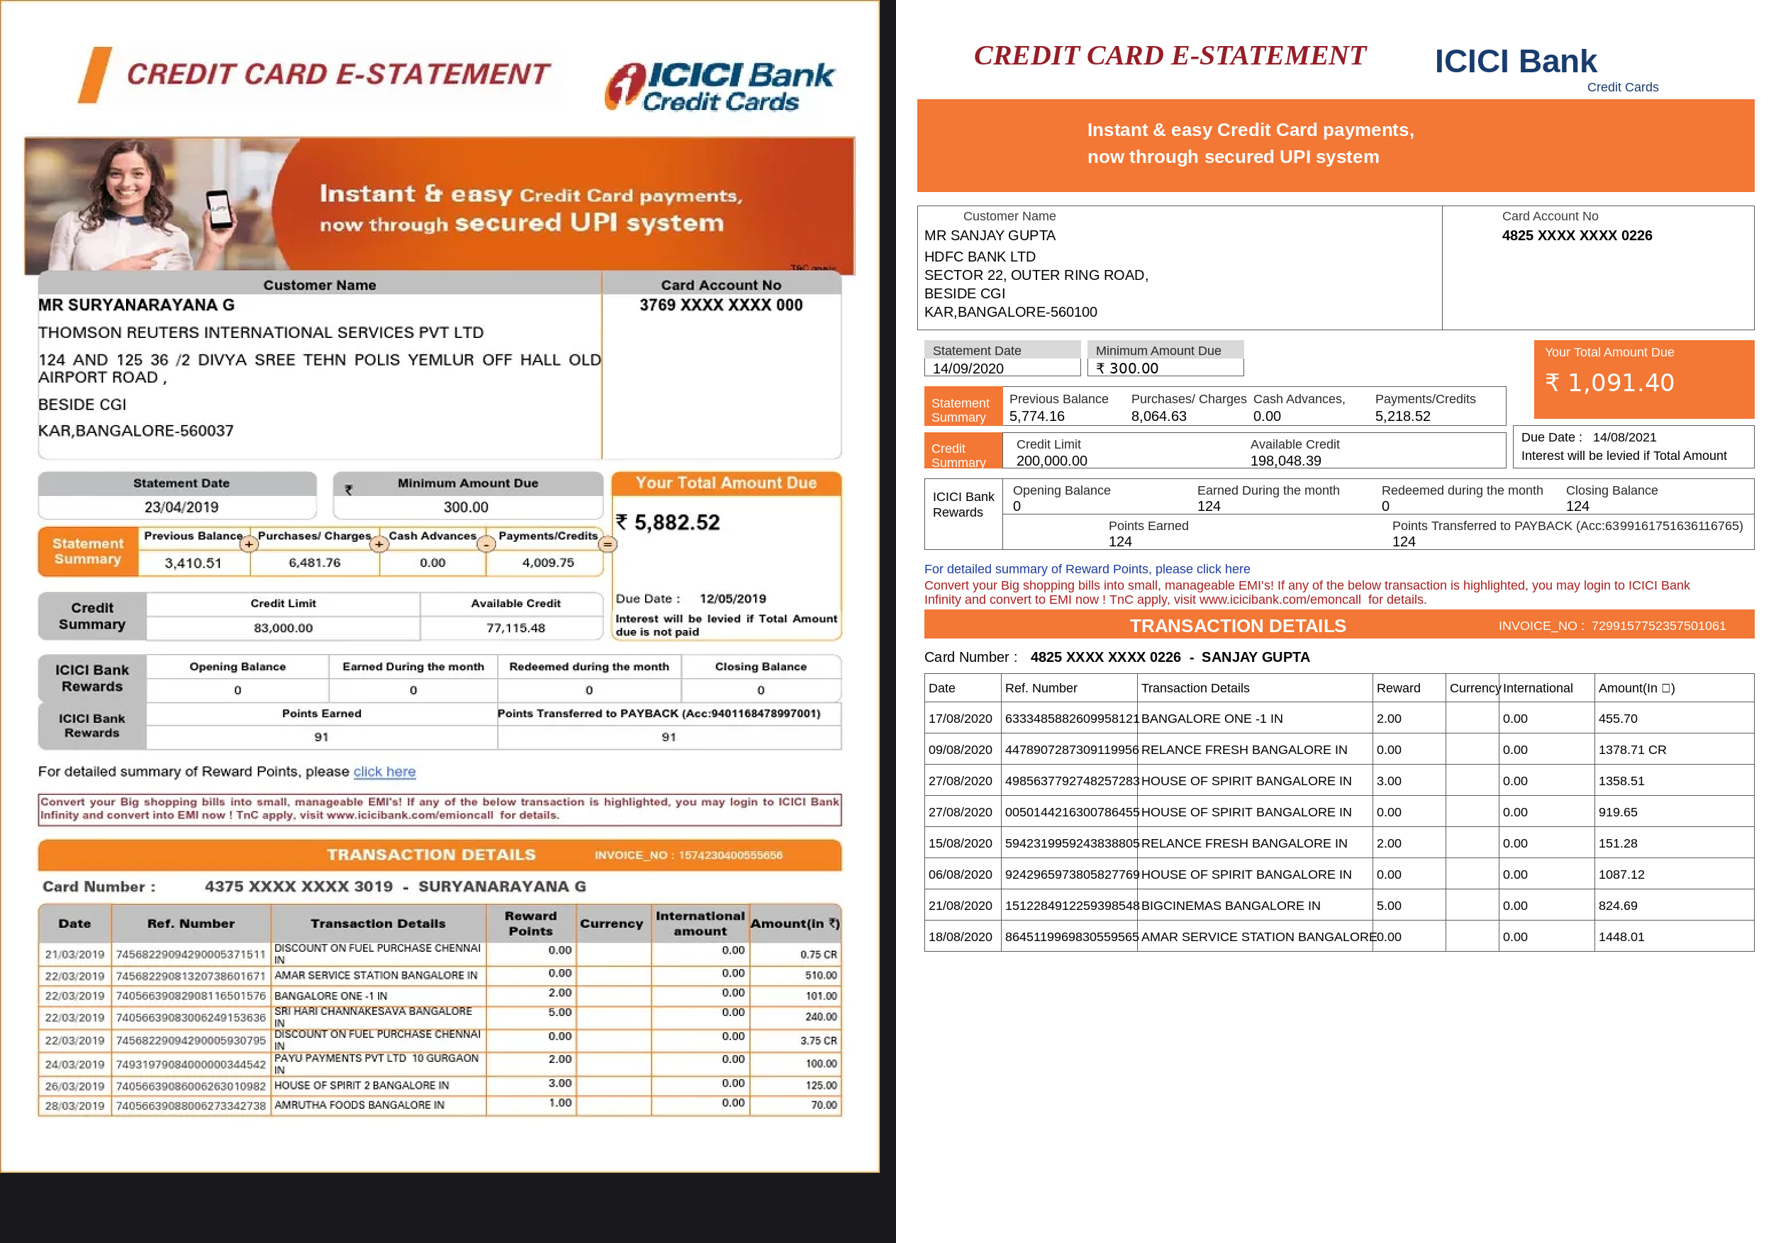 CREDIT CARD E-STATEMENT
ICICI Bank
Credit Cards
Instant & easy Credit Card payments,
now through secured UPI system
T&C apply
Customer Name Card Account No
MR SURYANARAYANA G 3769 XXXX XXXX 000
THOMSON REUTERS INTERNATIONAL SERVICES PVT LTD
124 AND 125 36 /2 DIVYA SREE TEHN POLIS YEMLUR OFF HALL OLD
AIRPORT ROAD ,
BESIDE CGI
KAR,BANGALORE-560037
Statement Date ₹ Minimum Amount Due Your Total Amount Due
23/04/2019 300.00
₹ 5,882.52
Statement Summary Previous Balance + Purchases/ Charges + Cash Advances - Payments/Credits =
3,410.51 6,481.76 0.00 4,009.75
Due Date : 12/05/2019
Interest will be levied if Total Amount
due is not paid
Credit Summary Credit Limit Available Credit
83,000.00 77,115.48
ICICI Bank Rewards Opening Balance Earned During the month Redeemed during the month Closing Balance
0 0 0 0
ICICI Bank Rewards Points Earned Points Transferred to PAYBACK (Acc:9401168478997001)
91 91
For detailed summary of Reward Points, please click here
Convert your Big shopping bills into small, manageable EMI's! If any of the below transaction is highlighted, you may login to ICICI Bank
Infinity and convert into EMI now ! TnC apply, visit www.icicibank.com/emioncall for details.
TRANSACTION DETAILS INVOICE_NO : 1574230400555656
Card Number : 4375 XXXX XXXX 3019 - SURYANARAYANA G
Date Ref. Number Transaction Details Reward Points Currency International amount Amount(in ₹)
21/03/2019 74568229094290005371511 DISCOUNT ON FUEL PURCHASE CHENNAI IN 0.00 0.00 0.75 CR
22/03/2019 74568229081320738601671 AMAR SERVICE STATION BANGALORE IN 0.00 0.00 510.00
22/03/2019 74056639082908116501576 BANGALORE ONE -1 IN 2.00 0.00 101.00
22/03/2019 74056639083006249153636 SRI HARI CHANNAKESAVA BANGALORE IN 5.00 0.00 240.00
22/03/2019 74568229094290005930795 DISCOUNT ON FUEL PURCHASE CHENNAI IN 0.00 0.00 3.75 CR
24/03/2019 74931979084000000344542 PAYU PAYMENTS PVT LTD 10 GURGAON IN 2.00 0.00 100.00
26/03/2019 74056639086006263010982 HOUSE OF SPIRIT 2 BANGALORE IN 3.00 0.00 125.00
28/03/2019 74056639088006273342738 AMRUTHA FOODS BANGALORE IN 1.00 0.00 70.00
CREDIT CARD E-STATEMENT
ICICI Bank
Credit Cards
Instant & easy Credit Card payments,
now through secured UPI system
Customer Name Card Account No
MR SANJAY GUPTA 4825 XXXX XXXX 0226
HDFC BANK LTD
SECTOR 22, OUTER RING ROAD,
BESIDE CGI
KAR,BANGALORE-560100
Statement Date Minimum Amount Due Your Total Amount Due
14/09/2020 ₹ 300.00
₹ 1,091.40
Statement Summary Previous Balance Purchases/ Charges Cash Advances, Payments/Credits
5,774.16 8,064.63 0.00 5,218.52
Credit Summary Credit Limit Available Credit
200,000.00 198,048.39
Due Date : 14/08/2021
Interest will be levied if Total Amount
ICICI Bank Rewards Opening Balance Earned During the month Redeemed during the month Closing Balance
0 124 0 124
Points Earned Points Transferred to PAYBACK (Acc:6399161751636116765)
124 124
For detailed summary of Reward Points, please click here
Convert your Big shopping bills into small, manageable EMI's! If any of the below transaction is highlighted, you may login to ICICI Bank
Infinity and convert to EMI now ! TnC apply, visit www.icicibank.com/emoncall for details.
TRANSACTION DETAILS INVOICE_NO : 7299157752357501061
Card Number : 4825 XXXX XXXX 0226 - SANJAY GUPTA
Date Ref. Number Transaction Details Reward Currency International Amount(In □)
17/08/2020 6333485882609958121 BANGALORE ONE -1 IN 2.00 0.00 455.70
09/08/2020 4478907287309119956 RELANCE FRESH BANGALORE IN 0.00 0.00 1378.71 CR
27/08/2020 4985637792748257283 HOUSE OF SPIRIT BANGALORE IN 3.00 0.00 1358.51
27/08/2020 0050144216300786455 HOUSE OF SPIRIT BANGALORE IN 0.00 0.00 919.65
15/08/2020 5942319959243838805 RELANCE FRESH BANGALORE IN 2.00 0.00 151.28
06/08/2020 9242965973805827769 HOUSE OF SPIRIT BANGALORE IN 0.00 0.00 1087.12
21/08/2020 1512284912259398548 BIGCINEMAS BANGALORE IN 5.00 0.00 824.69
18/08/2020 8645119969830559565 AMAR SERVICE STATION BANGALORE 0.00 0.00 1448.01